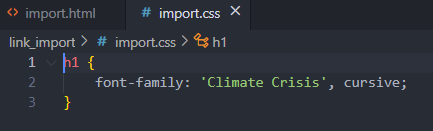 <> import.html # import.css
link_import > # import.css > h1
1 h1 {
2 font-family: 'Climate Crisis', cursive;
3 }